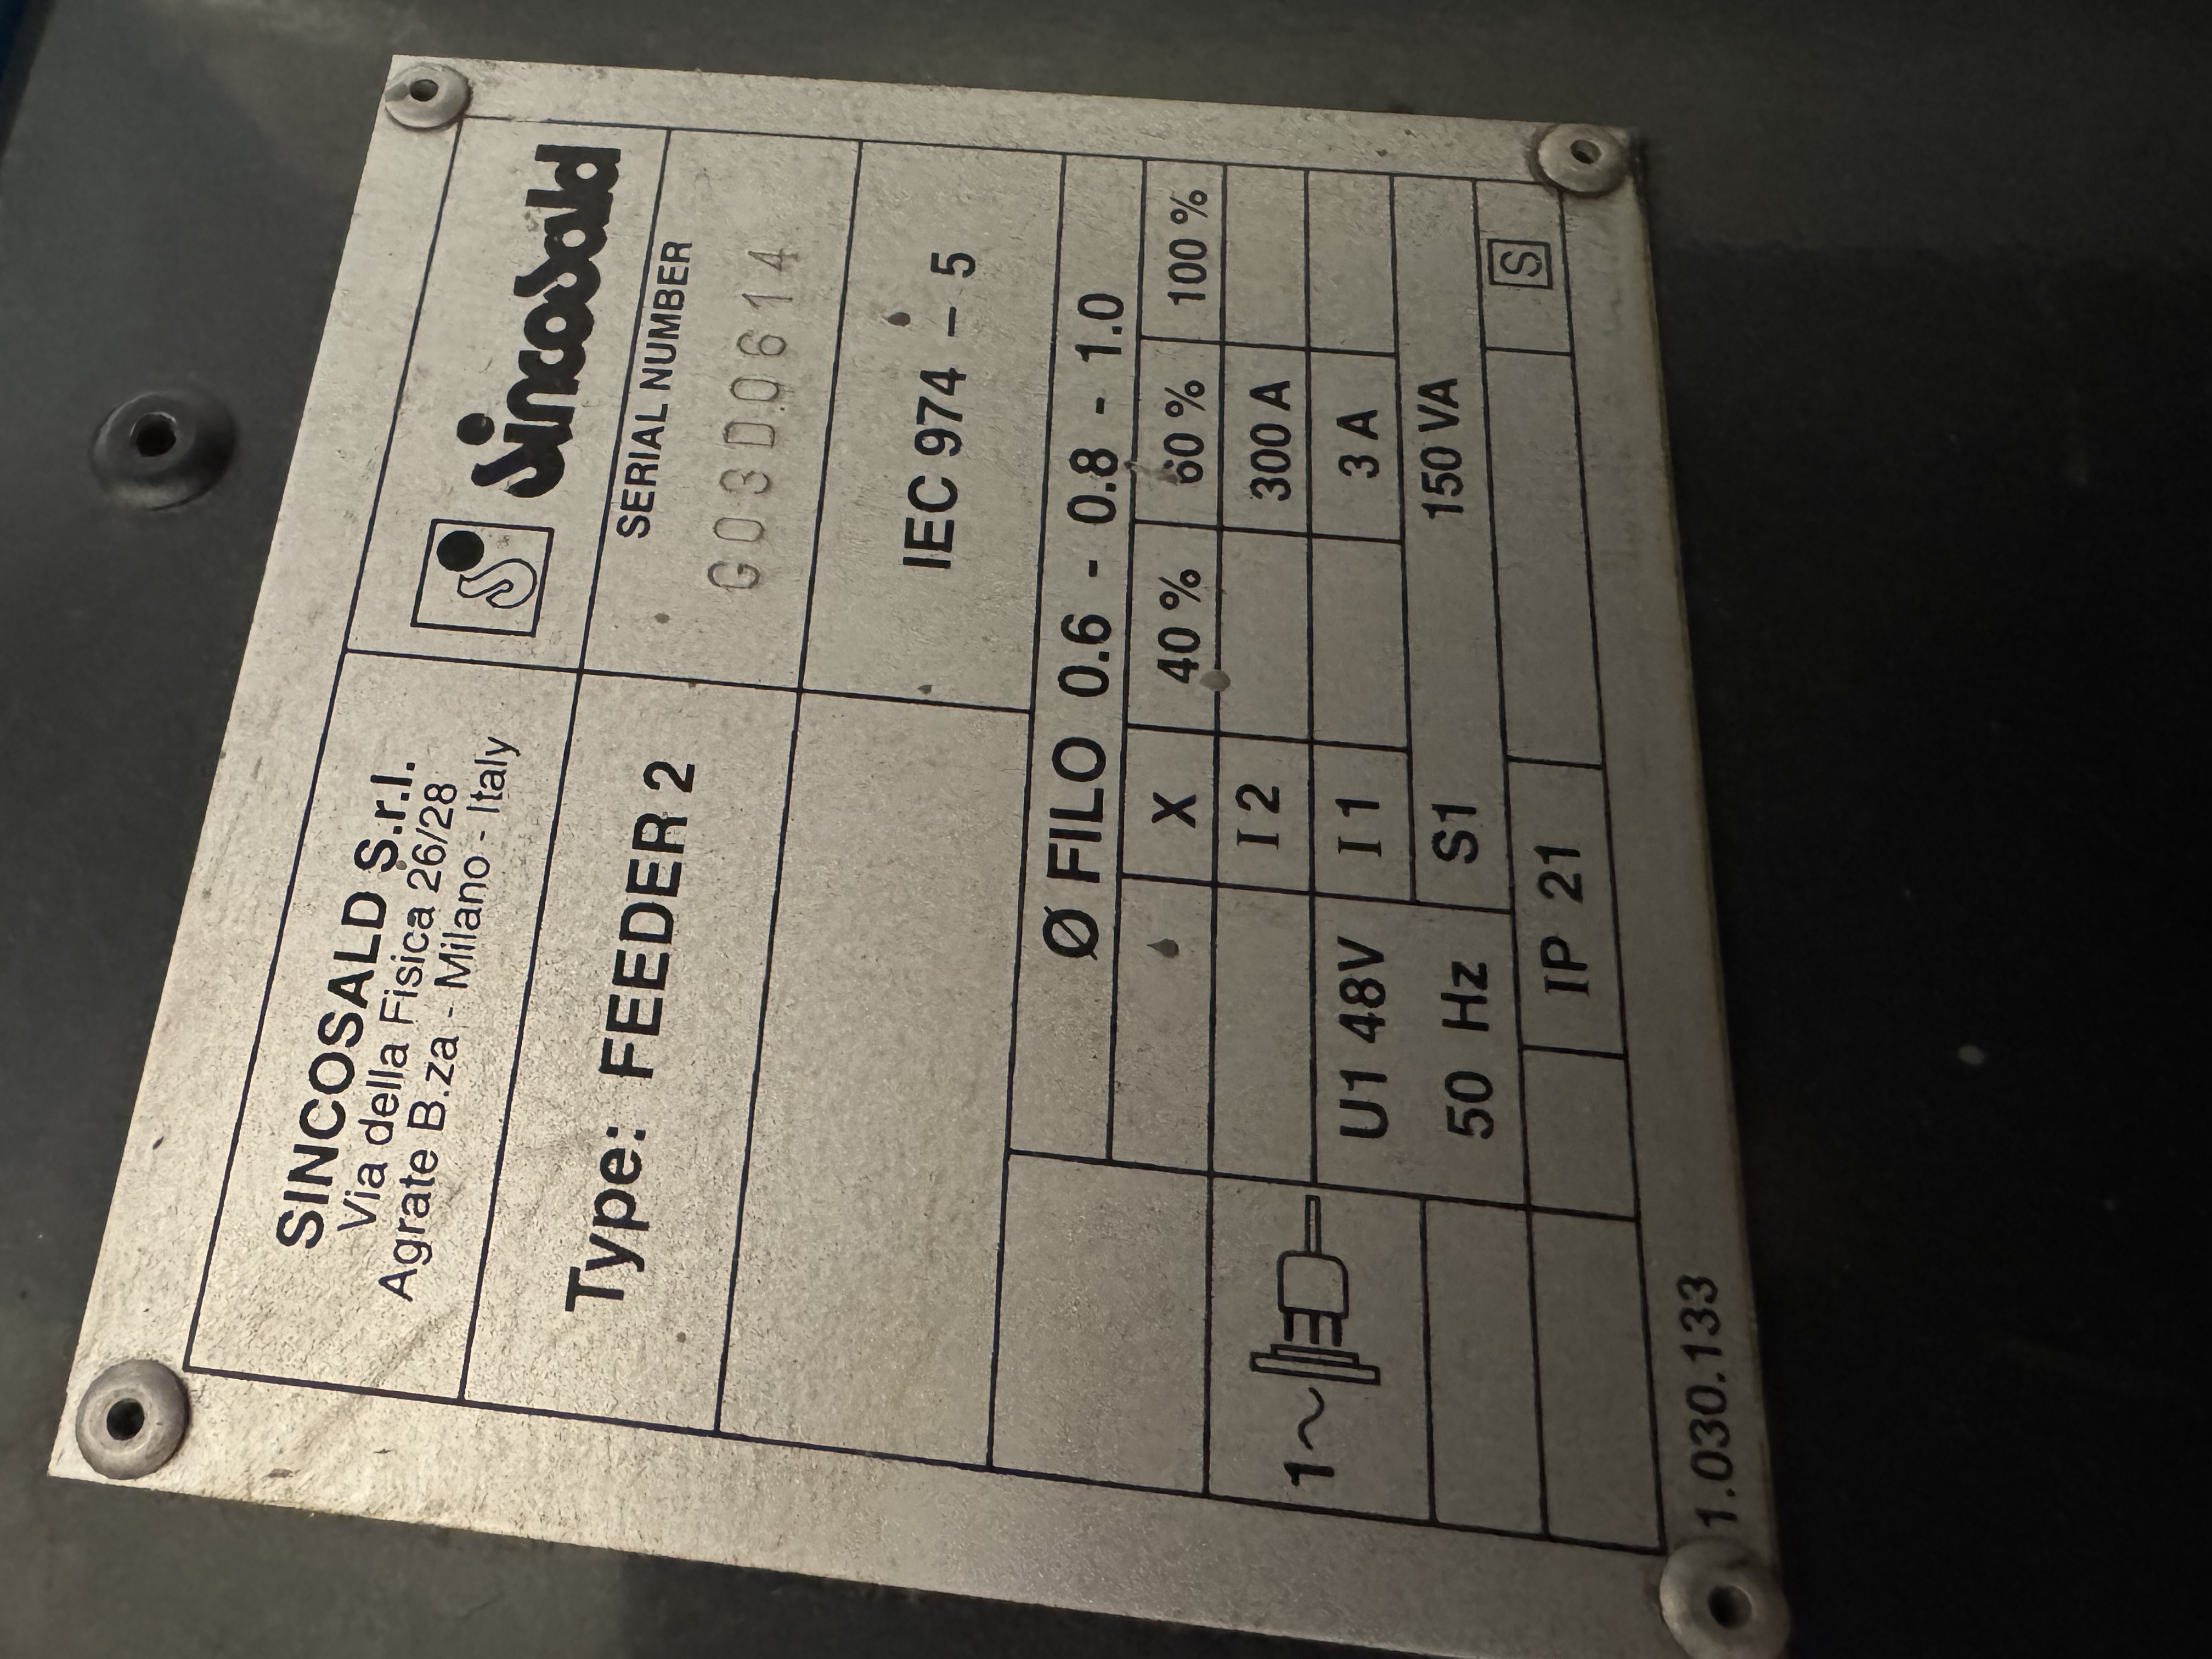 SINCOSALD S.r.l.
Via della Fisica 26/28
Agrate B.za - Milano - Italy
sincosald
Type: FEEDER 2
SERIAL NUMBER
G03D0614
IEC 974 - 5
Ø FILO 0.6 - 0.8 - 1.0
X 40 % 60 % 100 %
I 2 300 A
1 ~ U1 48V I 1 3 A
50 Hz S1 150 VA
IP 21 S
1.030.133